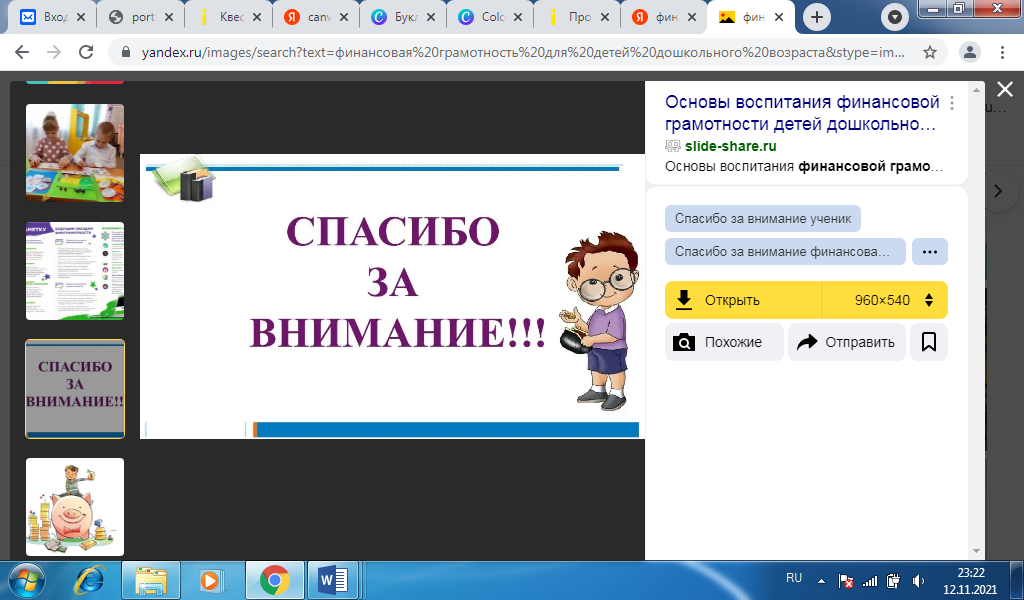 Вход
port
Квес
canv
Букл
Colc
Про
фин
фин
yandex.ru/images/search?text=финансовая%20грамотность%20для%20детей%20дошкольного%20возраста&stype=im...
СПАСИБО
ЗА
ВНИМАНИЕ!!!
СПАСИБО
ЗА
ВНИМАНИЕ!!
Основы воспитания финансовой
грамотности детей дошкольно...
slide-share.ru
Основы воспитания финансовой грамо...
Спасибо за внимание ученик
Спасибо за внимание финансова...
Открыть
960×540
Похожие
Отправить
RU
23:22
12.11.2021